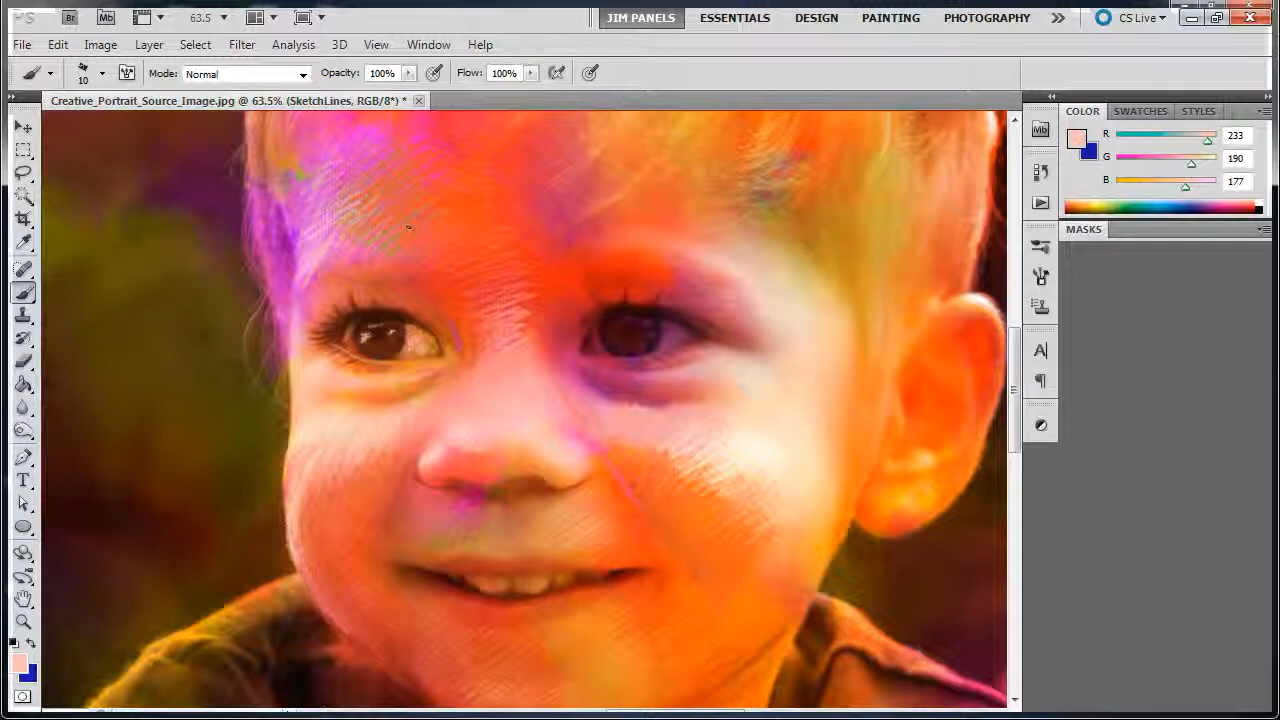 Br Mb 63.5 JIM PANELS ESSENTIALS DESIGN PAINTING PHOTOGRAPHY CS Live
File Edit Image Layer Select Filter Analysis 3D View Window Help
10 Mode: Normal Opacity: 100% Flow: 100%
Creative_Portrait_Source_Image.jpg @ 63.5% (SketchLines, RGB/8*) *
COLOR SWATCHES STYLES
Mb
R 233
G 190
B 177
MASKS
A
T